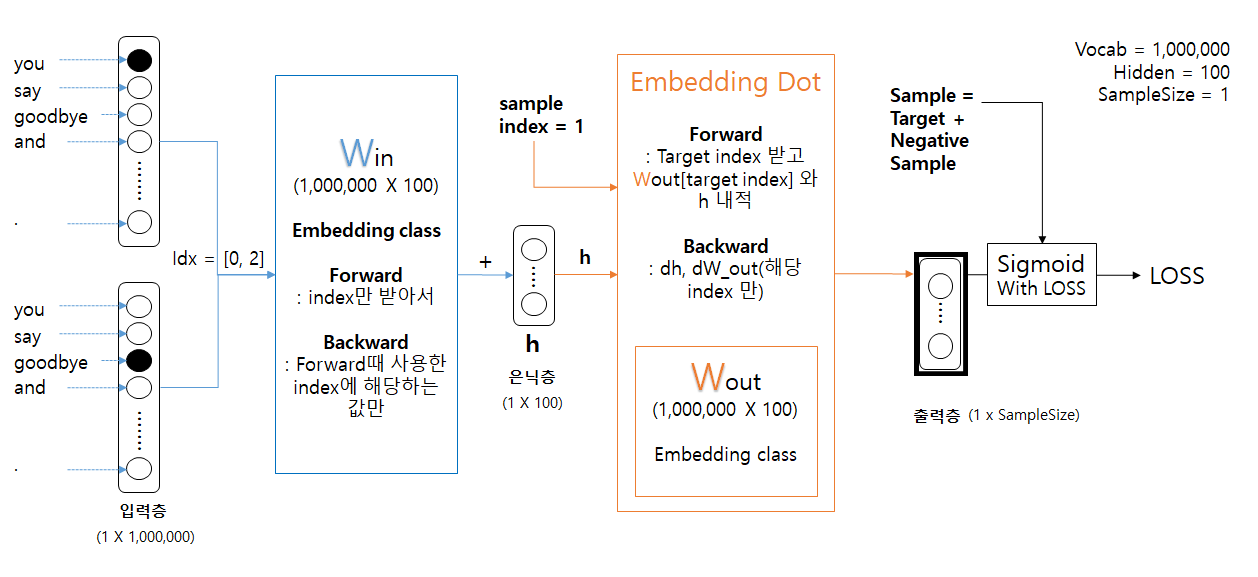 you
say
goodbye
and
.
Idx = [0, 2]
you
say
goodbye
and
.
입력층
(1 X 1,000,000)
Win
(1,000,000 X 100)
Embedding class
Forward
: index만 받아서
Backward
: Forward때 사용한
index에 해당하는
값만
+
h
은닉층
(1 X 100)
sample
index = 1
h
Embedding Dot
Forward
: Target index 받고
Wout[target index] 와
h 내적
Backward
: dh, dW_out(해당
index 만)
Wout
(1,000,000 X 100)
Embedding class
출력층 (1 x SampleSize)
Sample =
Target +
Negative
Sample
Sigmoid
With LOSS
LOSS
Vocab = 1,000,000
Hidden = 100
SampleSize = 1